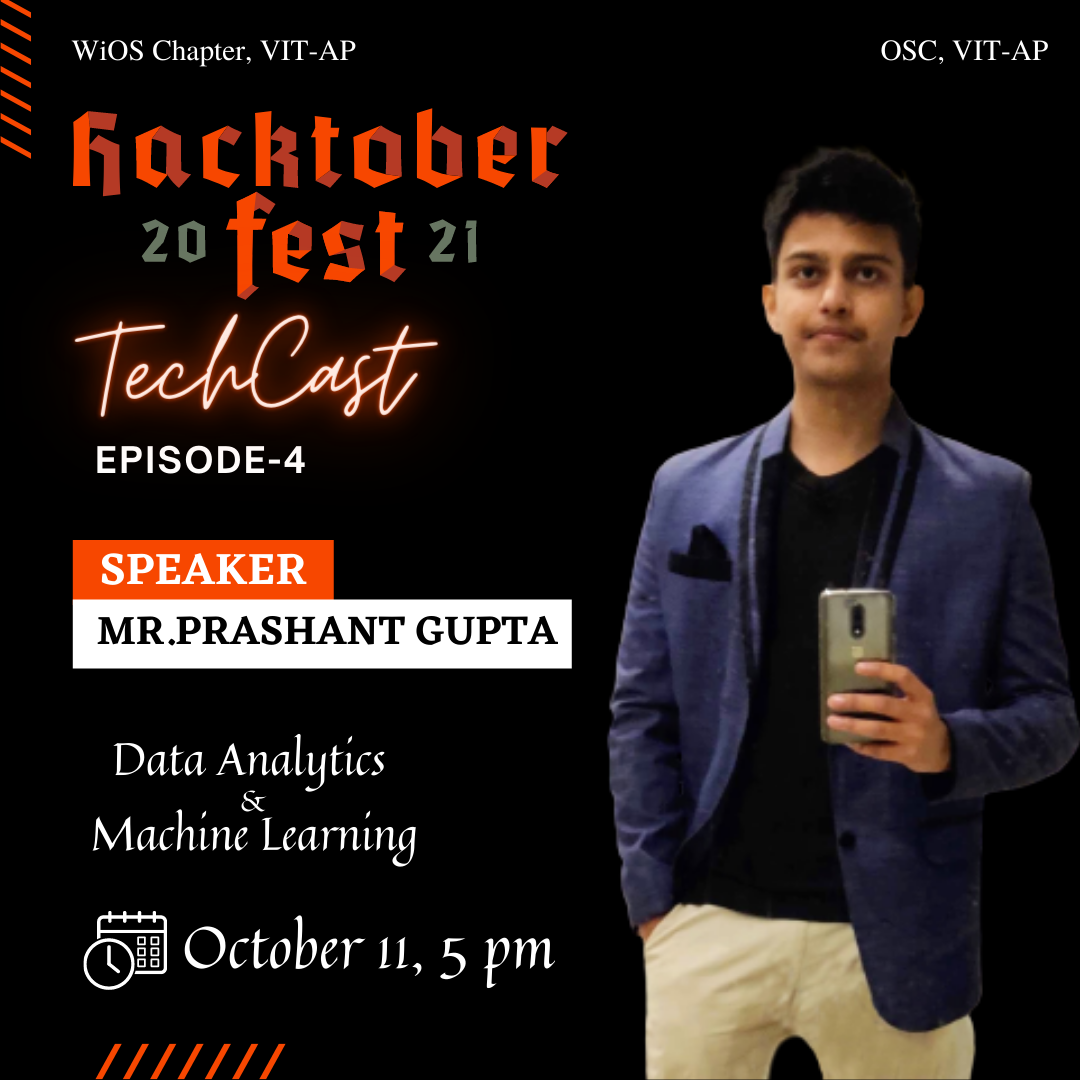 WiOS Chapter, VIT-AP
OSC, VIT-AP
hacktober
20 fest 21
TechCast
EPISODE-4
SPEAKER
MR.PRASHANT GUPTA
Data Analytics
&
Machine Learning
October 11, 5 pm